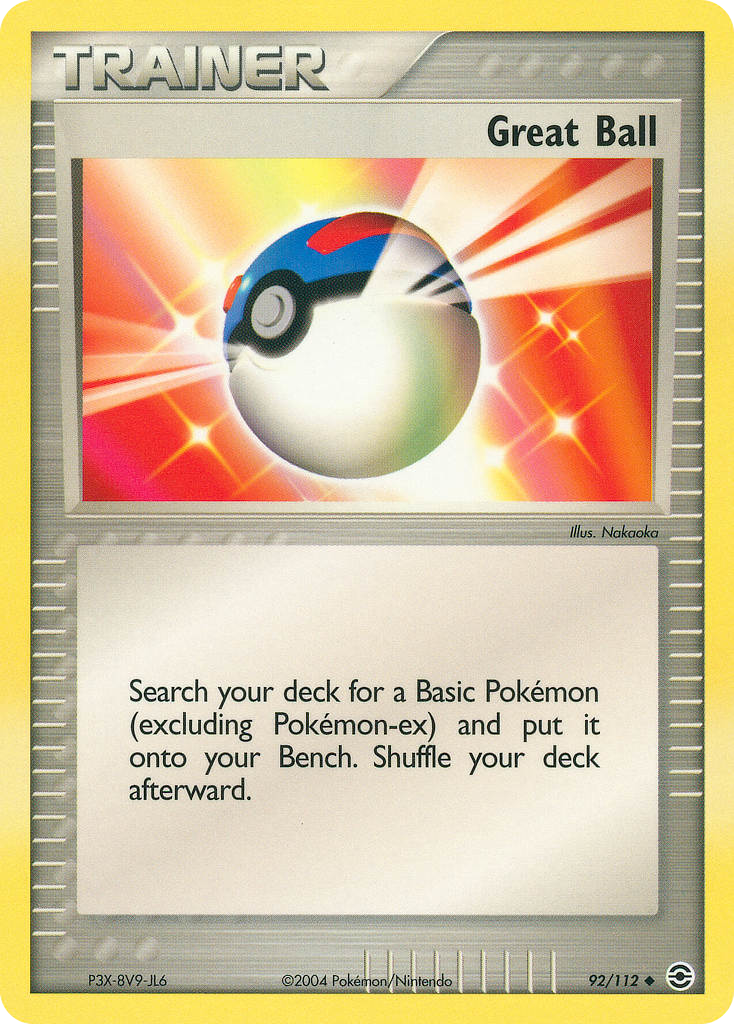 TRAINER
Great Ball
Illus. Nakaoka
Search your deck for a Basic Pokémon
(excluding Pokémon-ex) and put it
onto your Bench. Shuffle your deck
afterward.
P3X-8V9-JL6
©2004 Pokémon/Nintendo
92/112 ◆